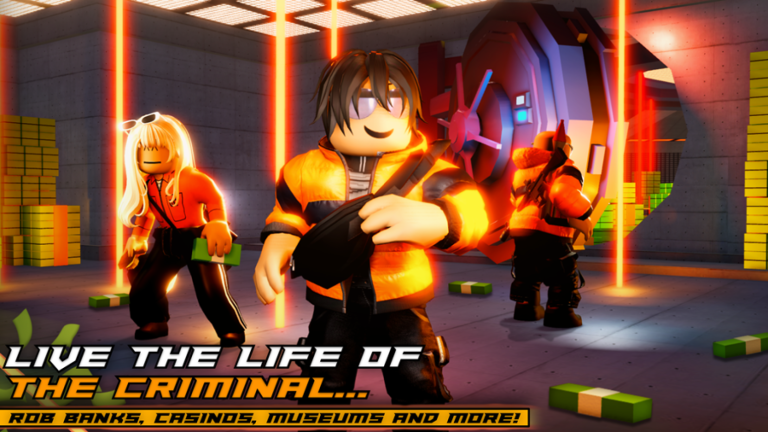 LIVE THE LIFE OF
THE CRIMINAL...
ROB BANKS, CASINOS, MUSEUMS AND MORE!